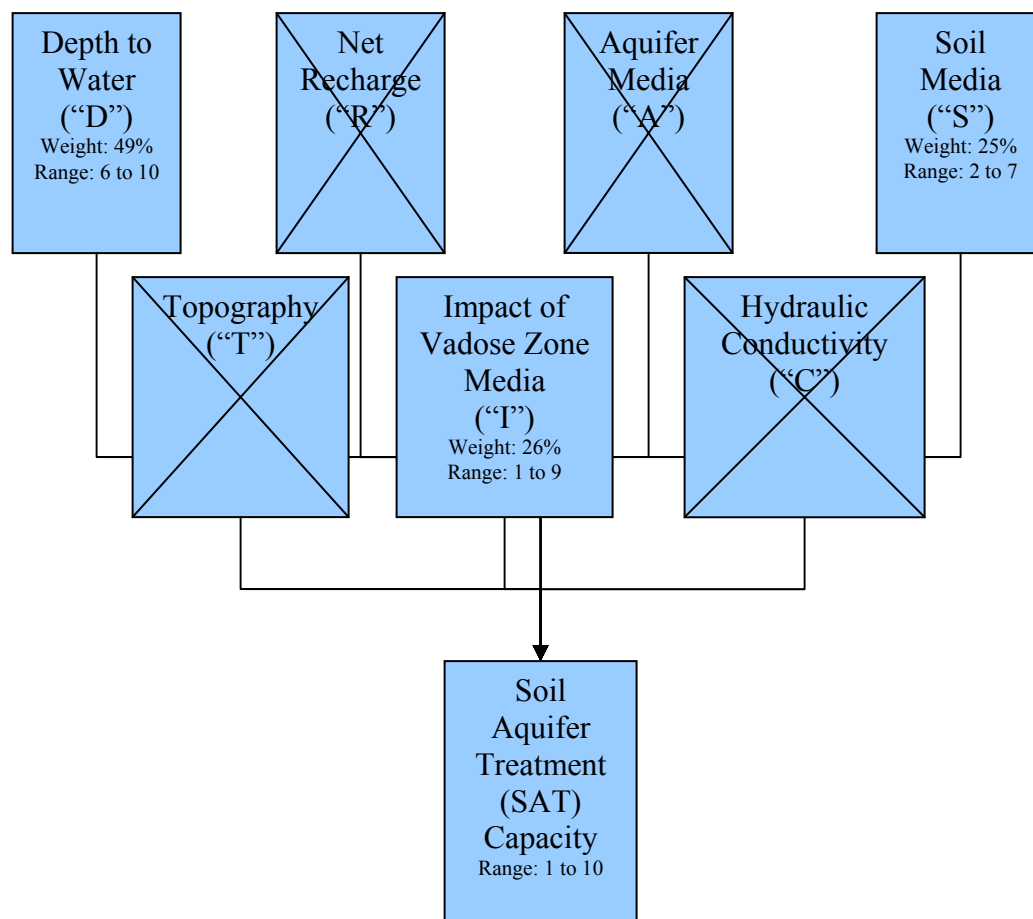 Depth to
Water
(“D”)
Weight: 49%
Range: 6 to 10
Net
Recharge
(“R”)
Aquifer
Media
(“A”)
Soil
Media
(“S”)
Weight: 25%
Range: 2 to 7
Topography
(“T”)
Impact of
Vadose Zone
Media
(“I”)
Weight: 26%
Range: 1 to 9
Hydraulic
Conductivity
(“C”)
Soil
Aquifer
Treatment
(SAT)
Capacity
Range: 1 to 10